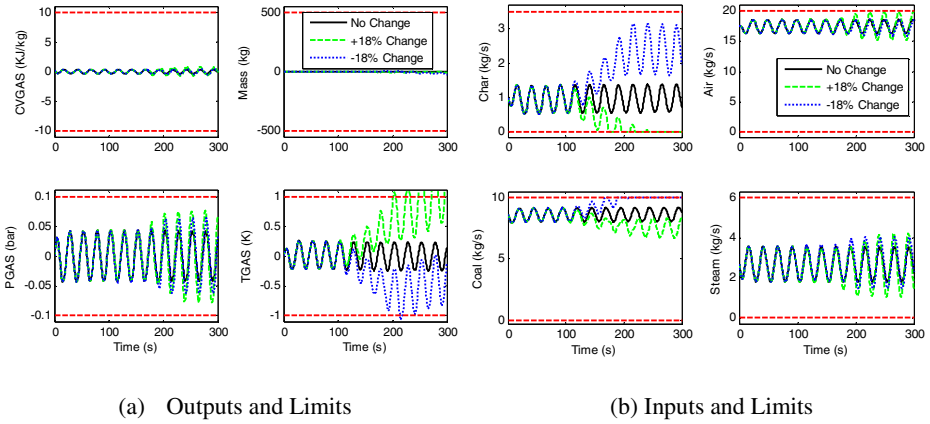 CVGAS (KJ/kg)
10
5
0
-5
-10
0 100 200 300
Mass (kg)
500
0
-500
0 100 200 300
No Change
+18% Change
-18% Change
PGAS (bar)
0.1
0.05
0
-0.05
-0.1
0 100 200 300
Time (s)
TGAS (K)
1
0.5
0
-0.5
-1
0 100 200 300
Time (s)
Char (kg/s)
3
2
1
0
0 100 200 300
Air (kg/s)
20
15
10
5
0
0 100 200 300
No Change
+18% Change
-18% Change
Coal (kg/s)
10
5
0
0 100 200 300
Time (s)
Steam (kg/s)
6
4
2
0
0 100 200 300
Time (s)
(a) Outputs and Limits
(b) Inputs and Limits